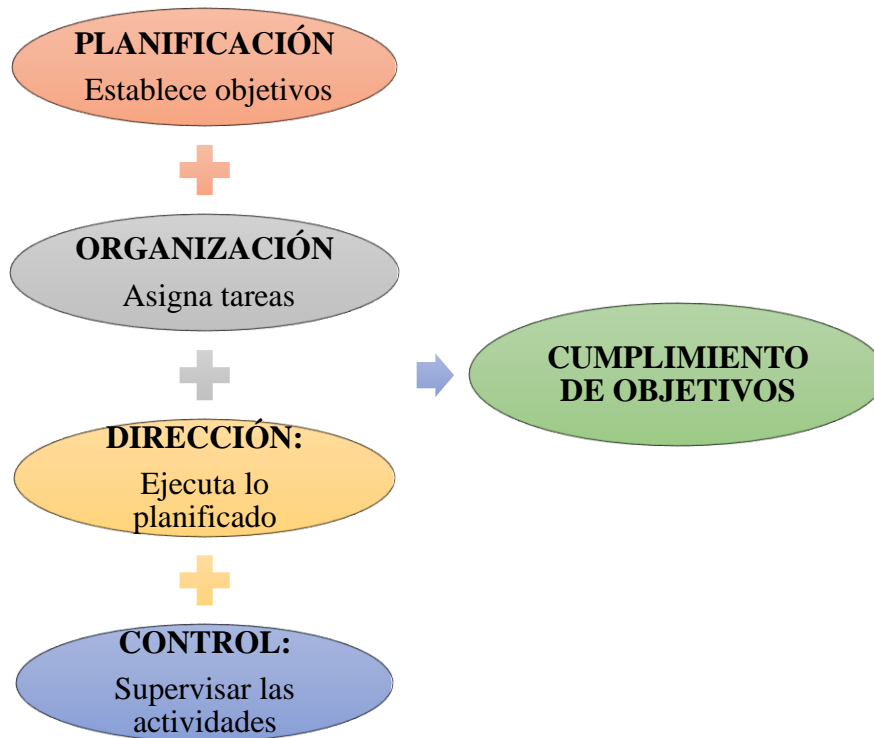 PLANIFICACIÓN
Establece objetivos
ORGANIZACIÓN
Asigna tareas
DIRECCIÓN:
Ejecuta lo
planificado
CONTROL:
Supervisar las
actividades
CUMPLIMIENTO
DE OBJETIVOS